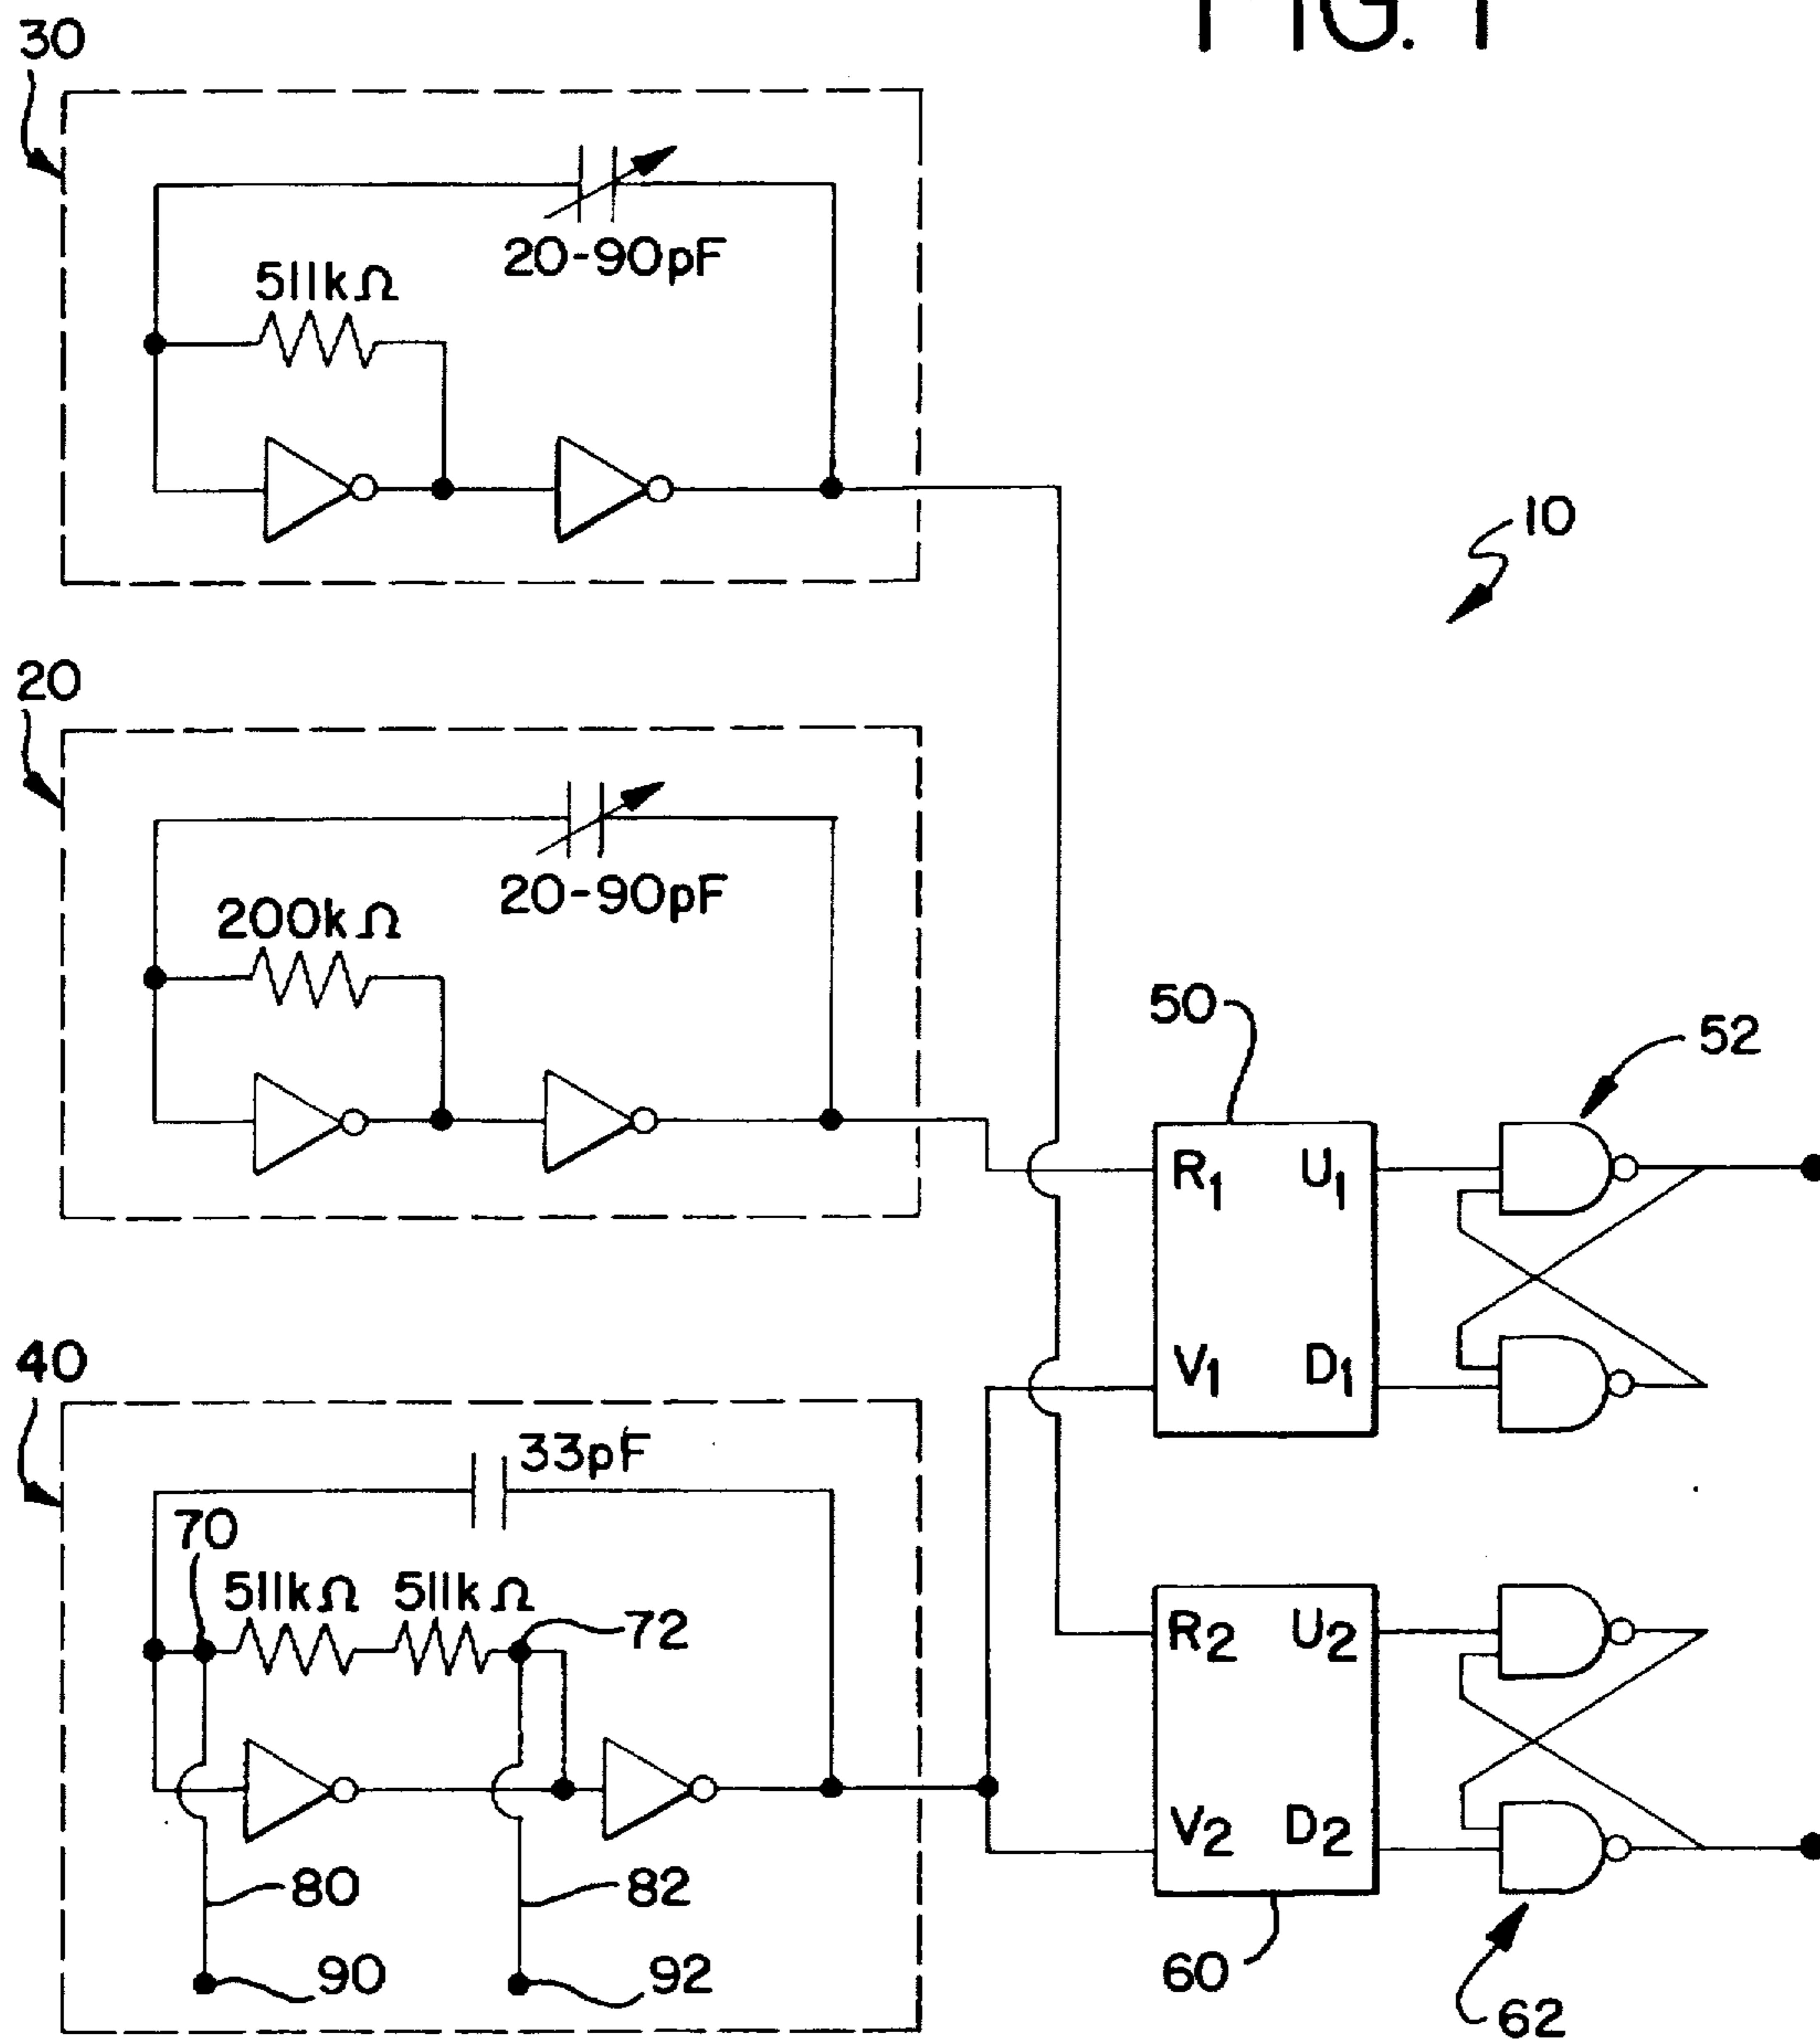 FIG. 1
30
20-90pF
511kΩ
10
20
20-90pF
200kΩ
50
52
R1 U1
V1 D1
40
33pF
70
511kΩ 511kΩ
72
R2 U2
V2 D2
80
82
90
92
60
62